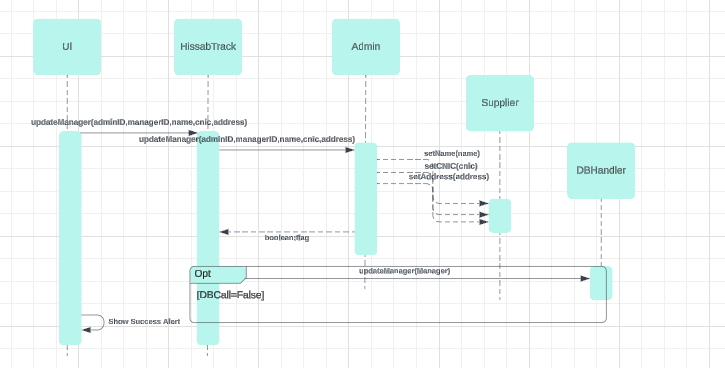 UI
HissabTrack
Admin
Supplier
DBHandler
updateManager(adminID,managerID,name,cnic,address)
updateManager(adminID,managerID,name,cnic,address)
setName(name)
setCNIC(cnic)
setAddress(address)
boolean;flag
Opt
updateManager(Manager)
[DBCall=False]
Show Success Alert